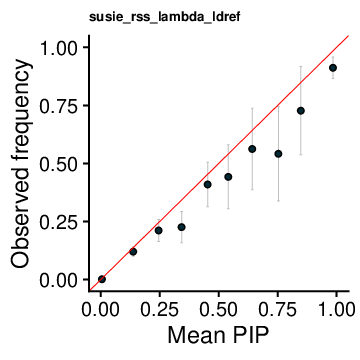 susie_rss_lambda_ldref
Observed frequency
1.00
0.75
0.50
0.25
0.00
0.00 0.25 0.50 0.75 1.00
Mean PIP